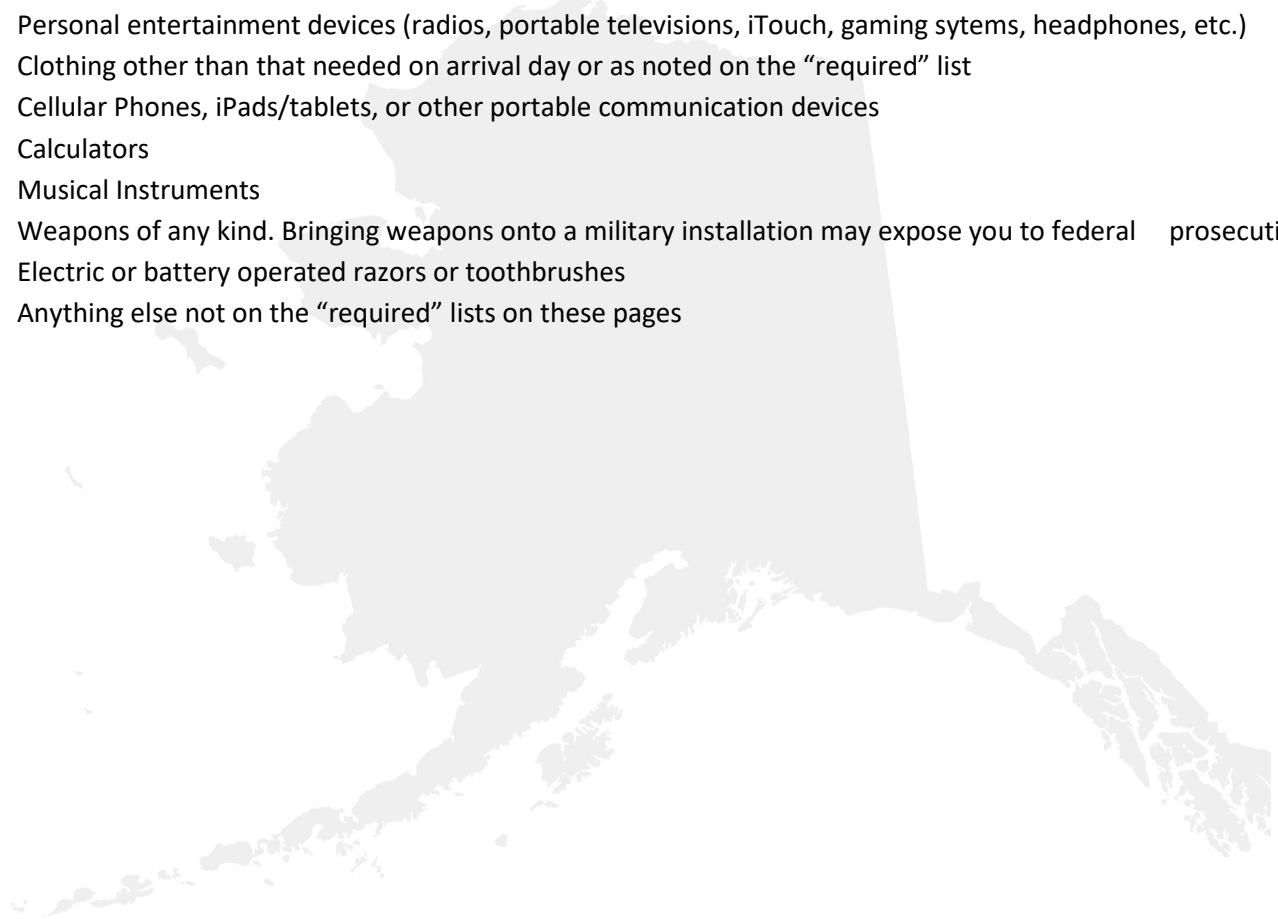 Personal entertainment devices (radios, portable televisions, iTouch, gaming sytems, headphones, etc.)
Clothing other than that needed on arrival day or as noted on the “required” list
Cellular Phones, iPads/tablets, or other portable communication devices
Calculators
Musical Instruments
Weapons of any kind. Bringing weapons onto a military installation may expose you to federal prosecuti
Electric or battery operated razors or toothbrushes
Anything else not on the “required” lists on these pages